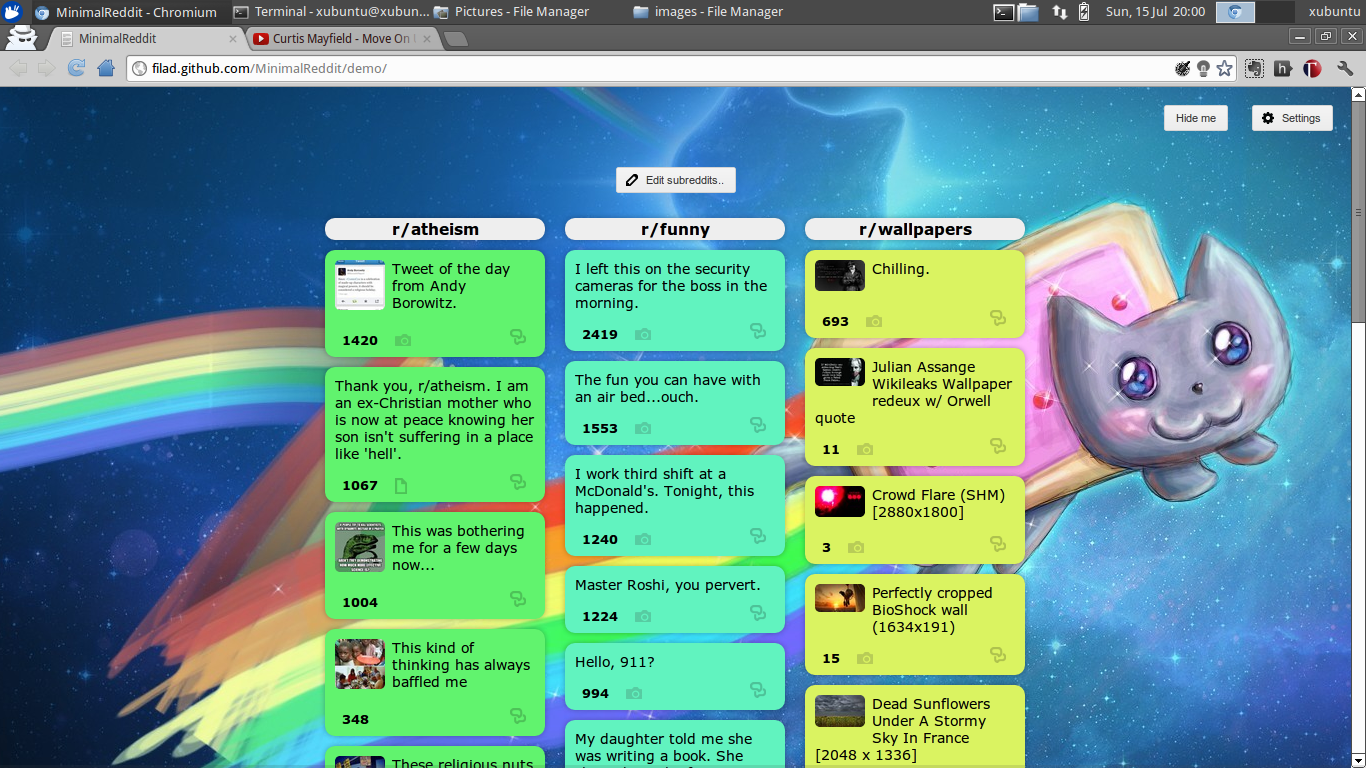 MinimalReddit - Chromium
Terminal - xubuntu@xubun...
Pictures - File Manager
images - File Manager
Sun, 15 Jul 20:00
xubuntu
MinimalReddit
Curtis Mayfield - Move On
filad.github.com/MinimalReddit/demo/
Hide me
Settings
Edit subreddits..
r/atheism
Tweet of the day
from Andy
Borowitz.
1420
Thank you, r/atheism. I am
an ex-Christian mother who
is now at peace knowing her
son isn't suffering in a place
like 'hell'.
1067
This was bothering
me for a few days
now...
1004
This kind of
thinking has always
baffled me
348
These religious nuts
r/funny
I left this on the security
cameras for the boss in the
morning.
2419
The fun you can have with
an air bed...ouch.
1553
I work third shift at a
McDonald's. Tonight, this
happened.
1240
Master Roshi, you pervert.
1224
Hello, 911?
994
My daughter told me she
was writing a book. She
r/wallpapers
Chilling.
693
Julian Assange
Wikileaks Wallpaper
redeux w/ Orwell
quote
11
Crowd Flare (SHM)
[2880x1800]
3
Perfectly cropped
BioShock wall
(1634x191)
15
Dead Sunflowers
Under A Stormy
Sky In France
[2048 x 1336]